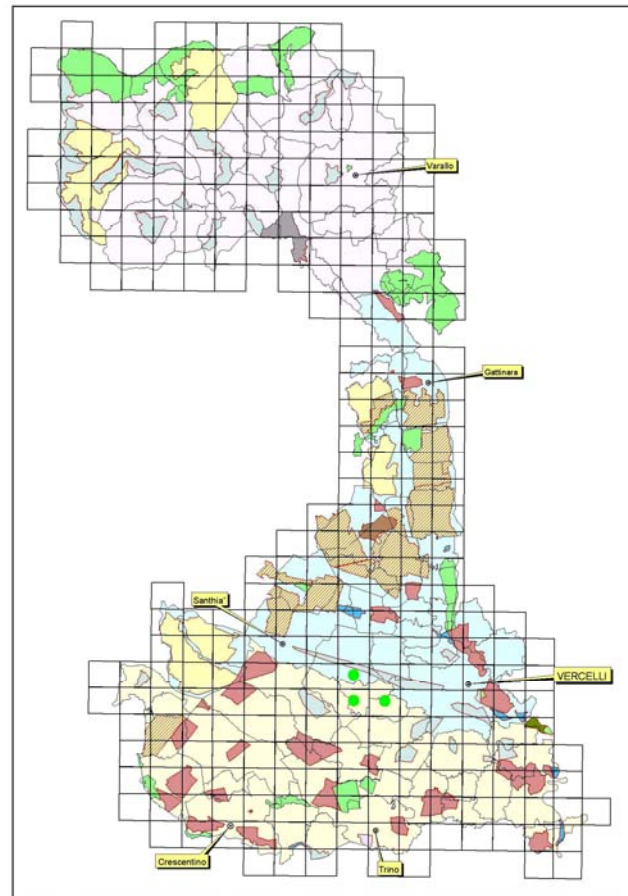 Varallo
Gattinara
Santhia'
VERCELLI
Crescentino
Trino